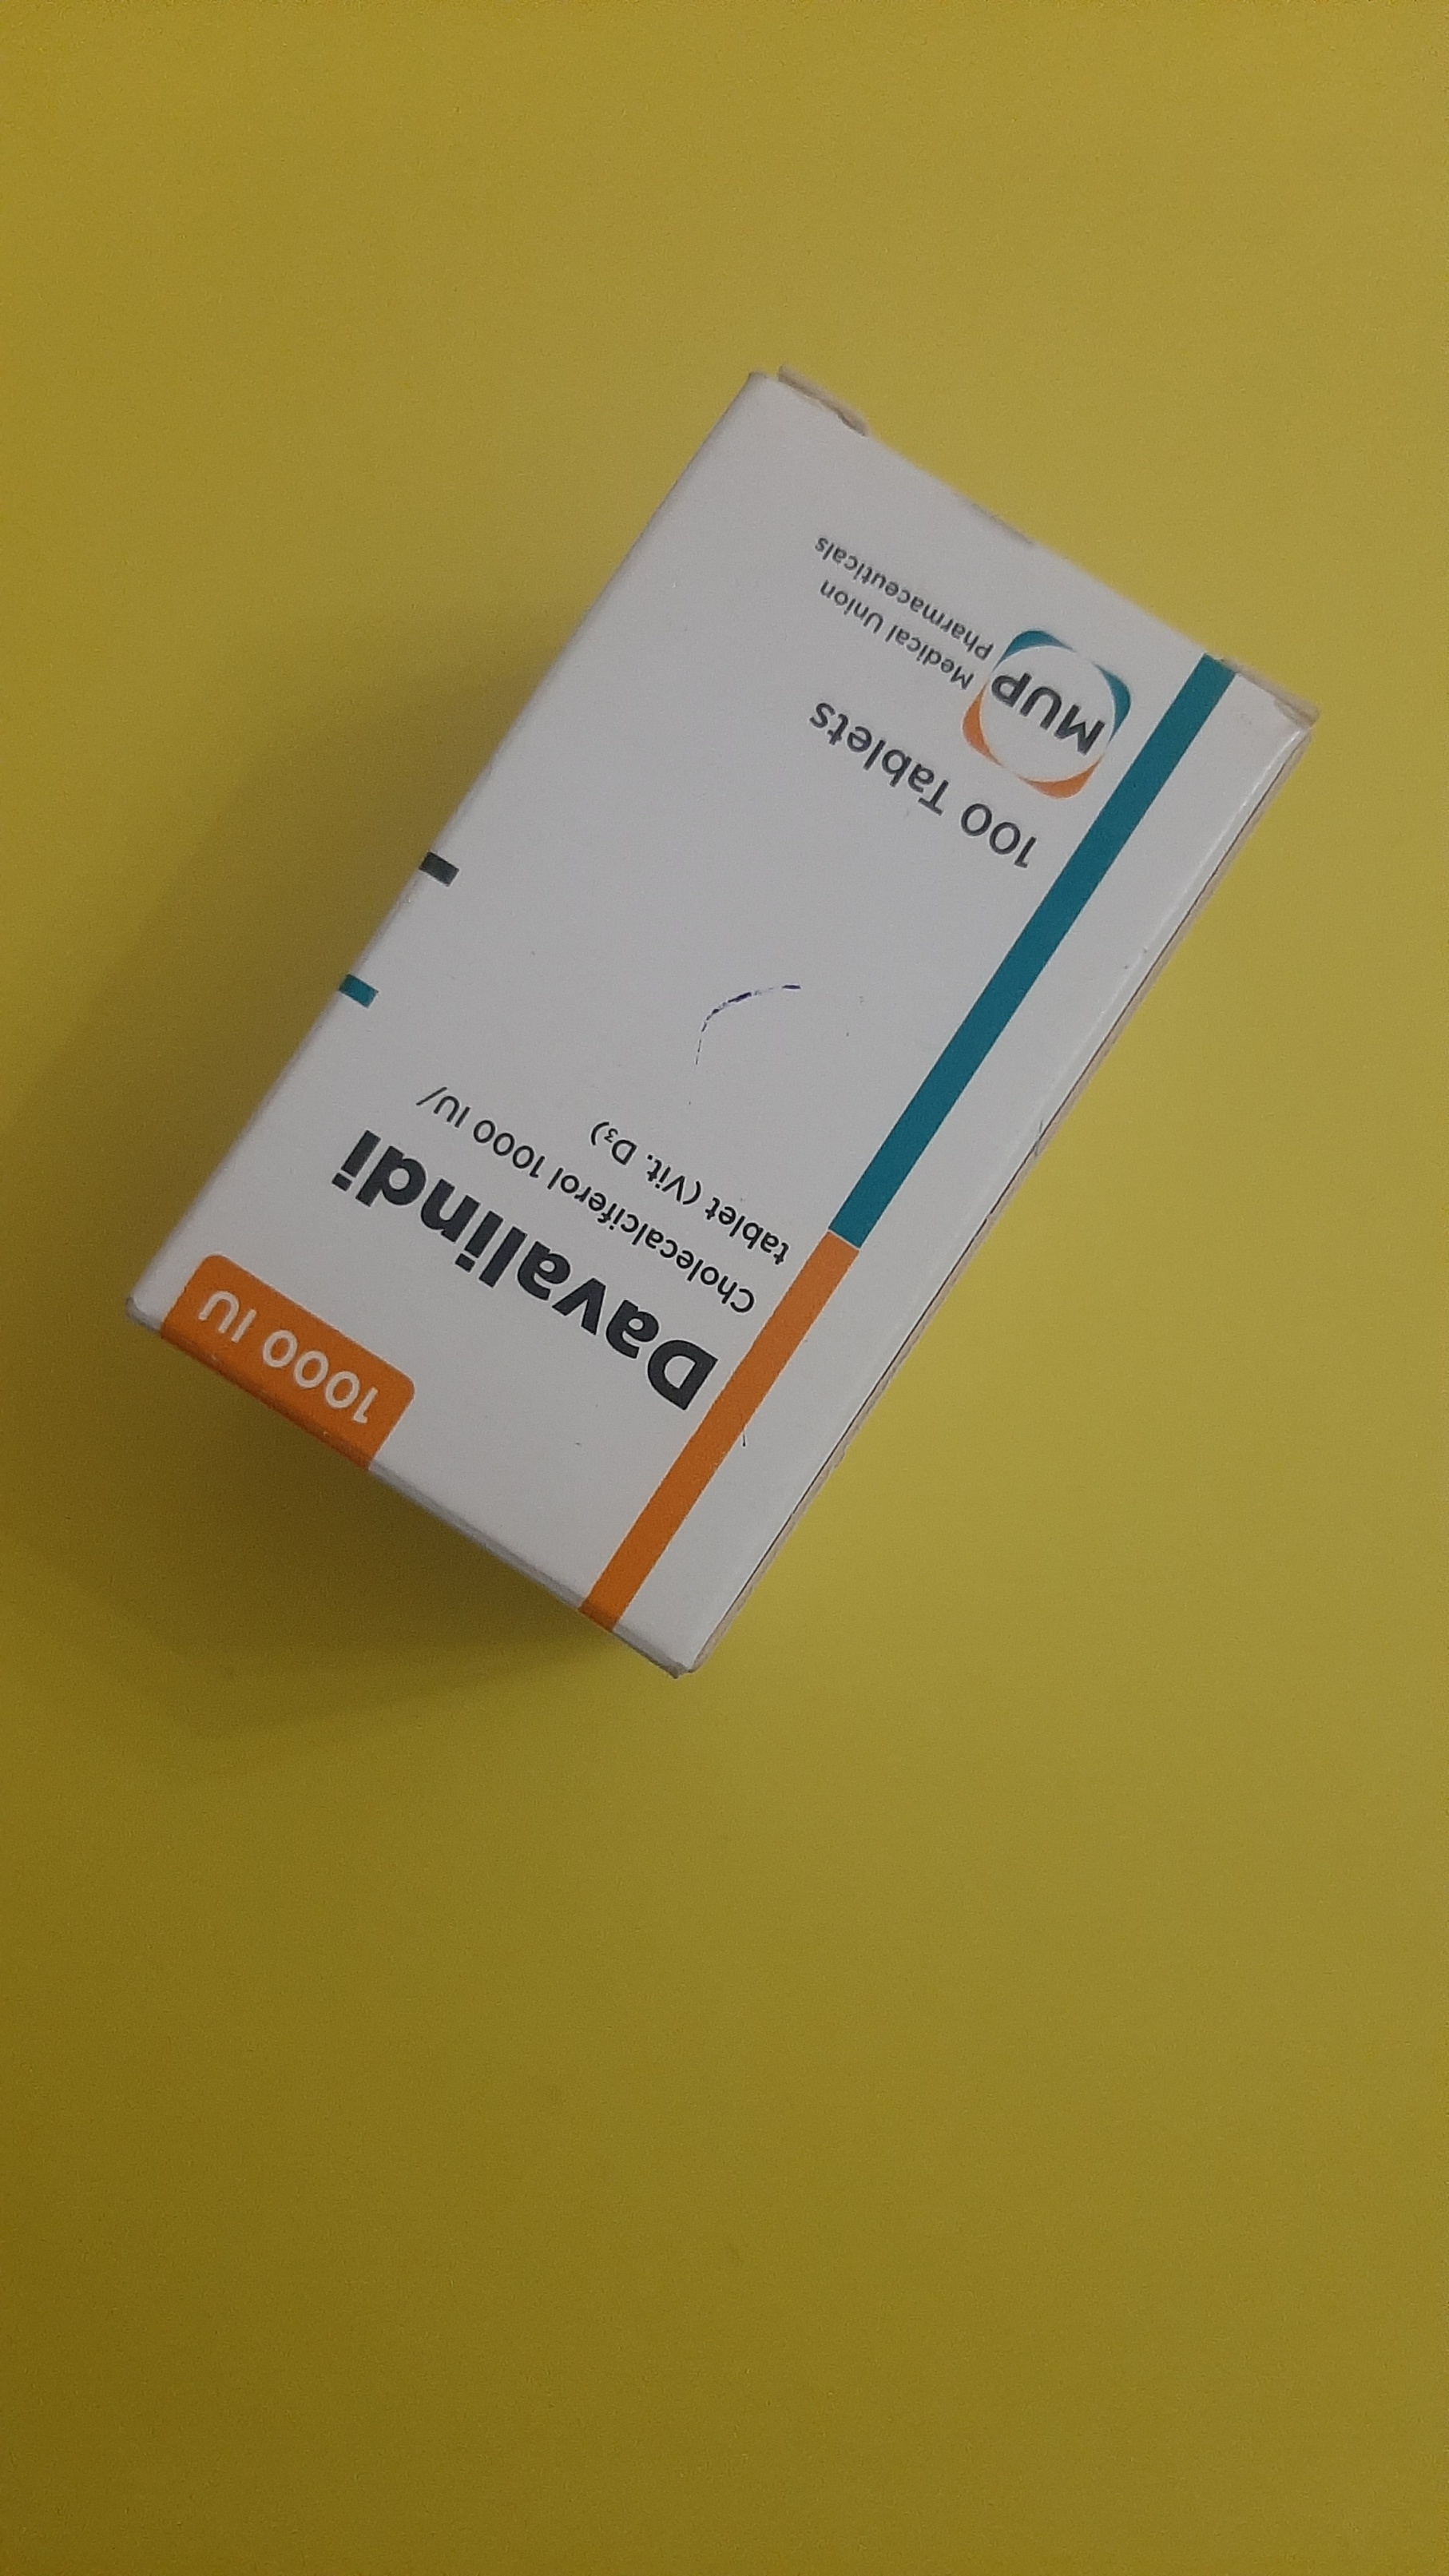 1000 IU
Davalindi
Cholecalciferol 1000 IU/
tablet (Vit. D₃)
100 Tablets
MUP
Medical Union
Pharmaceuticals